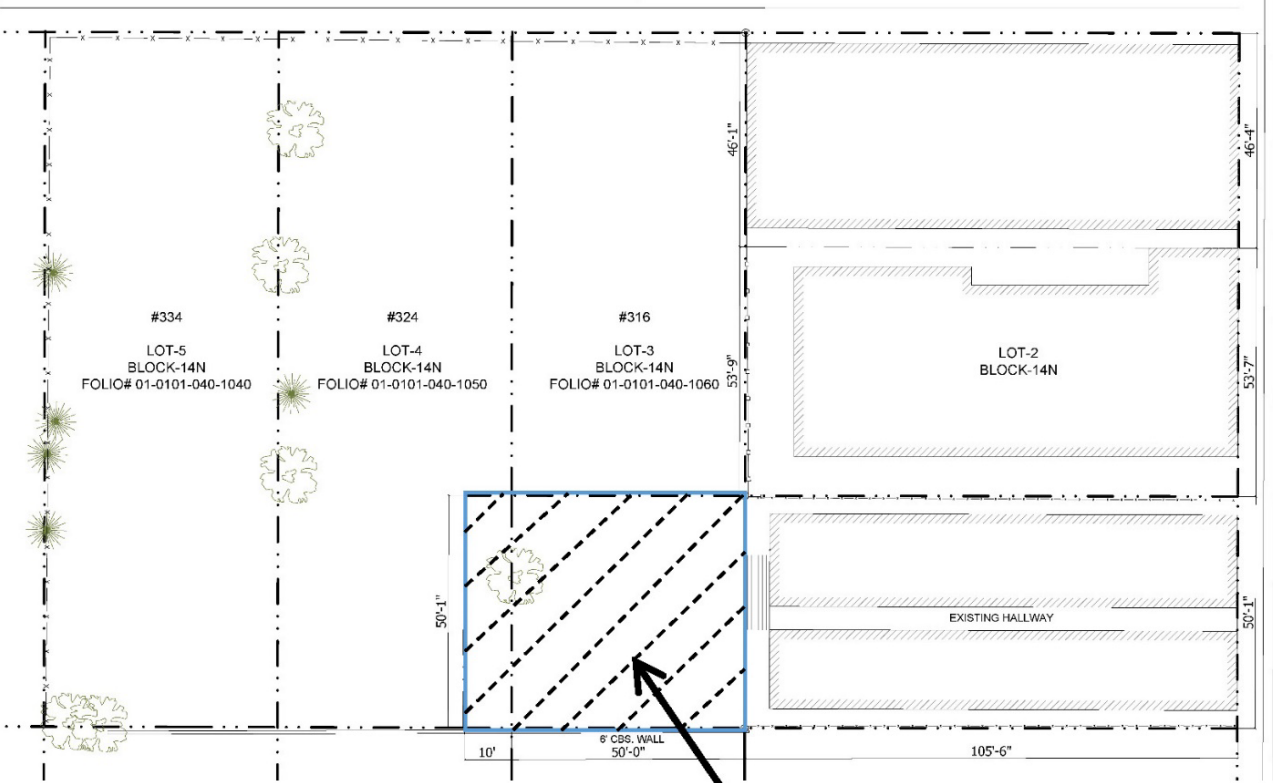 46'-1"
46'-4"
#334
LOT-5
BLOCK-14N
FOLIO# 01-0101-040-1040
#324
LOT-4
BLOCK-14N
FOLIO# 01-0101-040-1050
#316
LOT-3
BLOCK-14N
FOLIO# 01-0101-040-1060
53'-9"
LOT-2
BLOCK-14N
53'-7"
50'-1"
EXISTING HALLWAY
50'-1"
6' CBS. WALL
10'
50'-0"
105'-6"